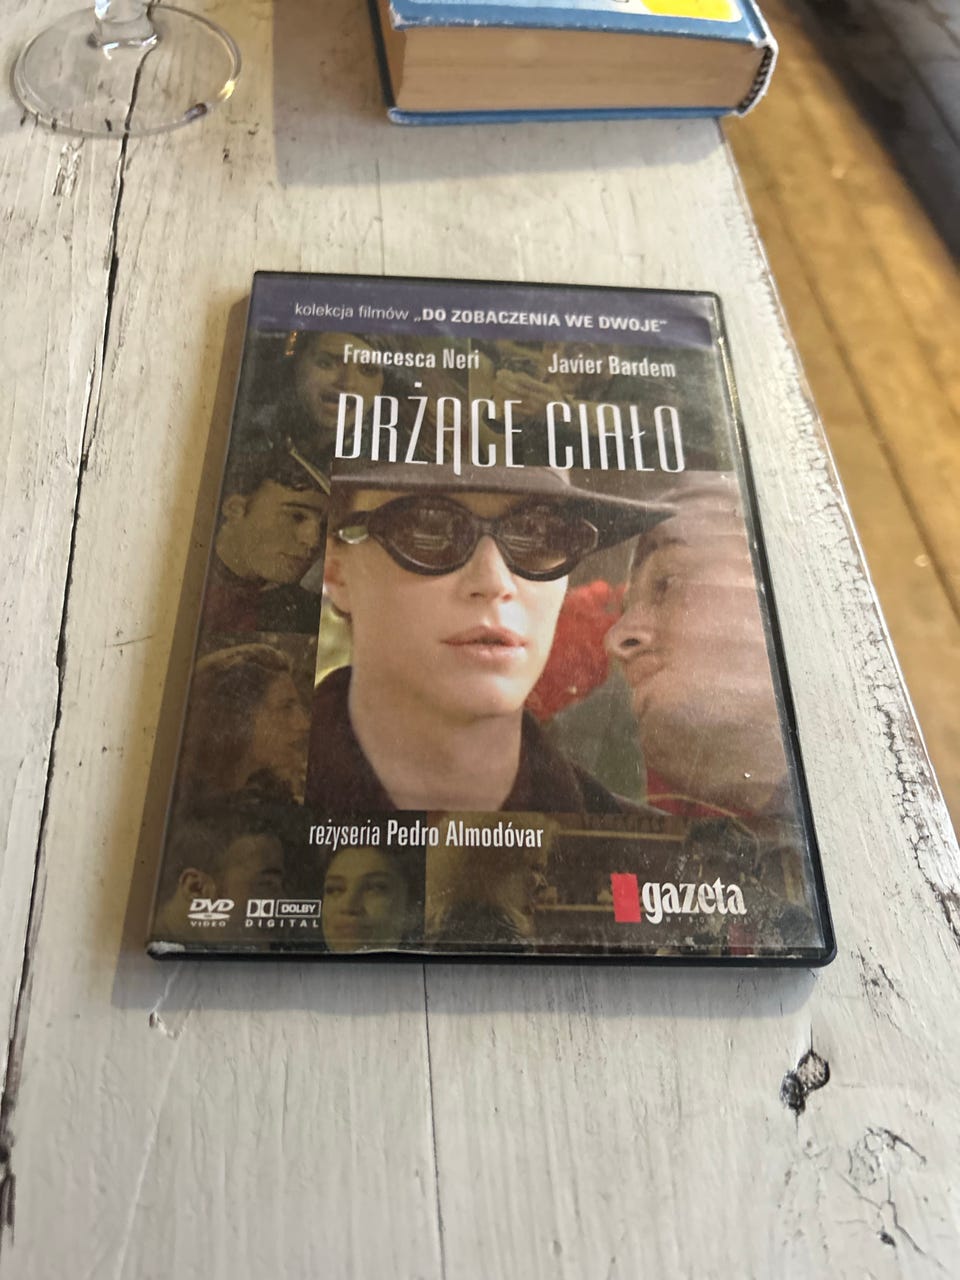 kolekcja filmów „DO ZOBACZENIA WE DWOJE"
Francesca Neri Javier Bardem
DRŻĄCE CIAŁO
reżyseria Pedro Almodóvar
DVD
VIDEO
DOLBY
DIGITAL
gazeta